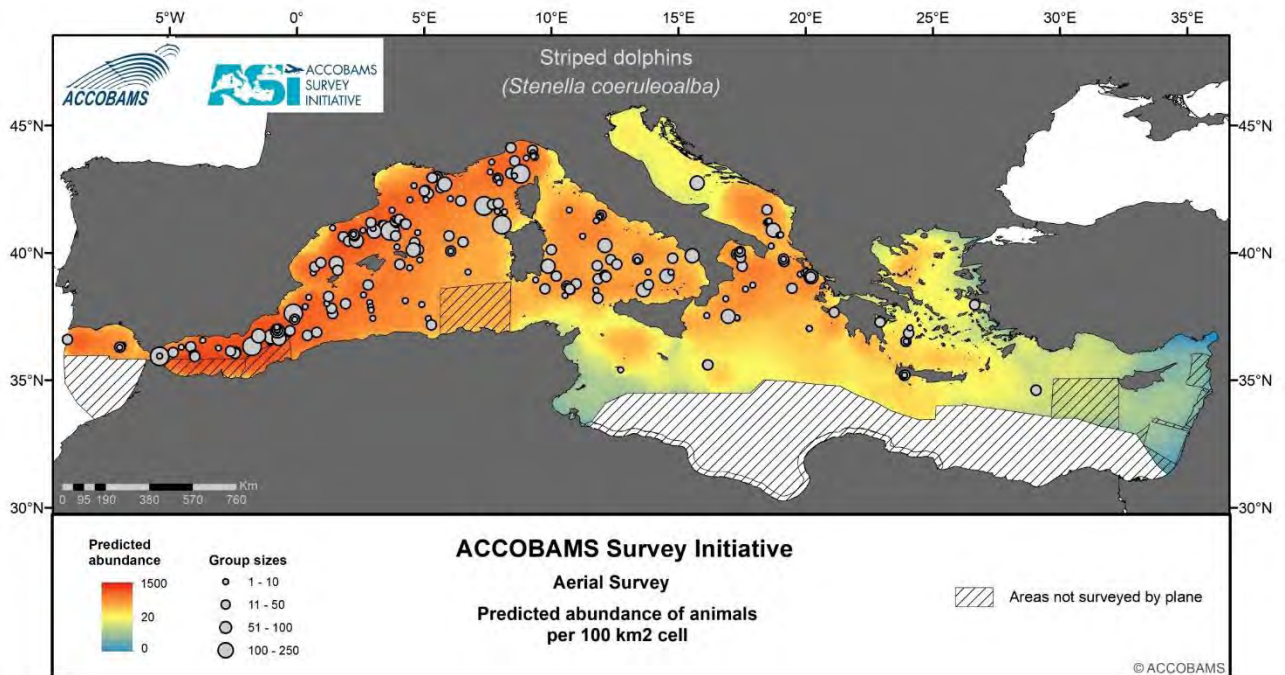 5°W 0° 5°E 10°E 15°E 20°E 25°E 30°E 35°E
ACCOBAMS
ASI ACCOBAMS
SURVEY
INITIATIVE
Striped dolphins
(Stenella coeruleoalba)
45°N 45°N
40°N 40°N
35°N 35°N
30°N 30°N
Km
0 95 190 380 570 760
Predicted
abundance
1500
20
0
Group sizes
1 - 10
11 - 50
51 - 100
100 - 250
ACCOBAMS Survey Initiative
Aerial Survey
Predicted abundance of animals
per 100 km2 cell
Areas not surveyed by plane
© ACCOBAMS